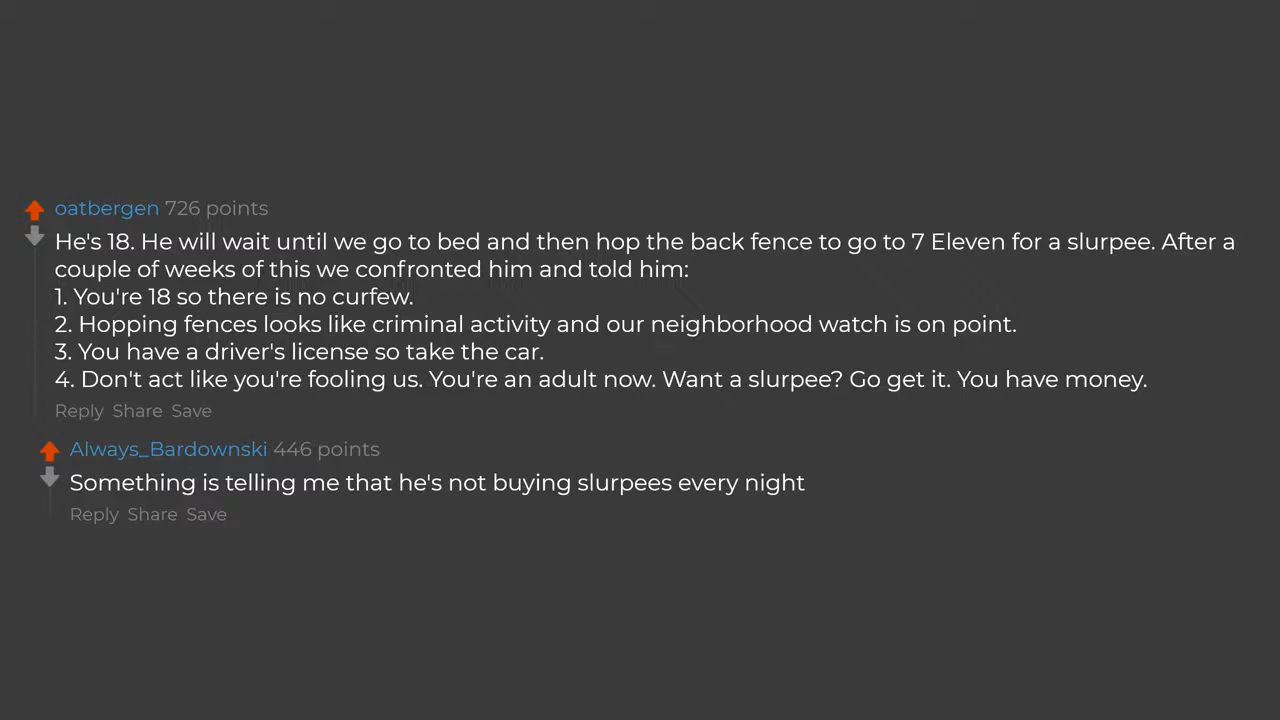 oatbergen 726 points
He's 18. He will wait until we go to bed and then hop the back fence to go to 7 Eleven for a slurpee. After a
couple of weeks of this we confronted him and told him:
1. You're 18 so there is no curfew.
2. Hopping fences looks like criminal activity and our neighborhood watch is on point.
3. You have a driver's license so take the car.
4. Don't act like you're fooling us. You're an adult now. Want a slurpee? Go get it. You have money.
Reply Share Save
Always_Bardownski 446 points
Something is telling me that he's not buying slurpees every night
Reply Share Save